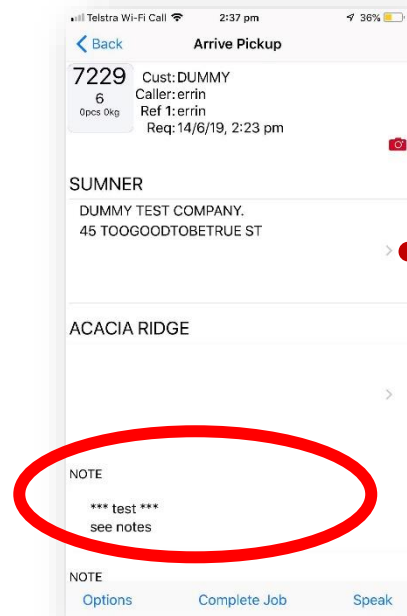 Telstra Wi-Fi Call 2:37 pm 36%
Back Arrive Pickup
7229
6
0pcs 0kg
Cust: DUMMY
Caller: errin
Ref 1: errin
Req: 14/6/19, 2:23 pm
SUMNER
DUMMY TEST COMPANY.
45 TOOGOODTOBETRUE ST
ACACIA RIDGE
NOTE
*** test ***
see notes
NOTE
Options Complete Job Speak